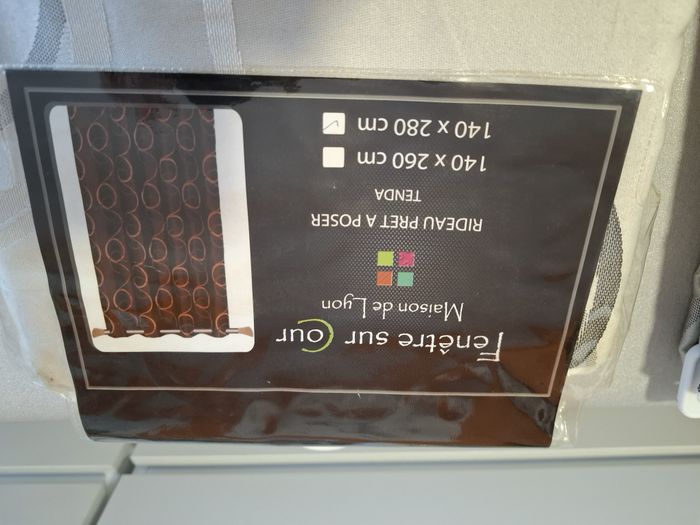 Fenêtre sur Cour
Maison de Lyon
RIDEAU PRET A POSER
TENDA
140 x 260 cm
140 x 280 cm